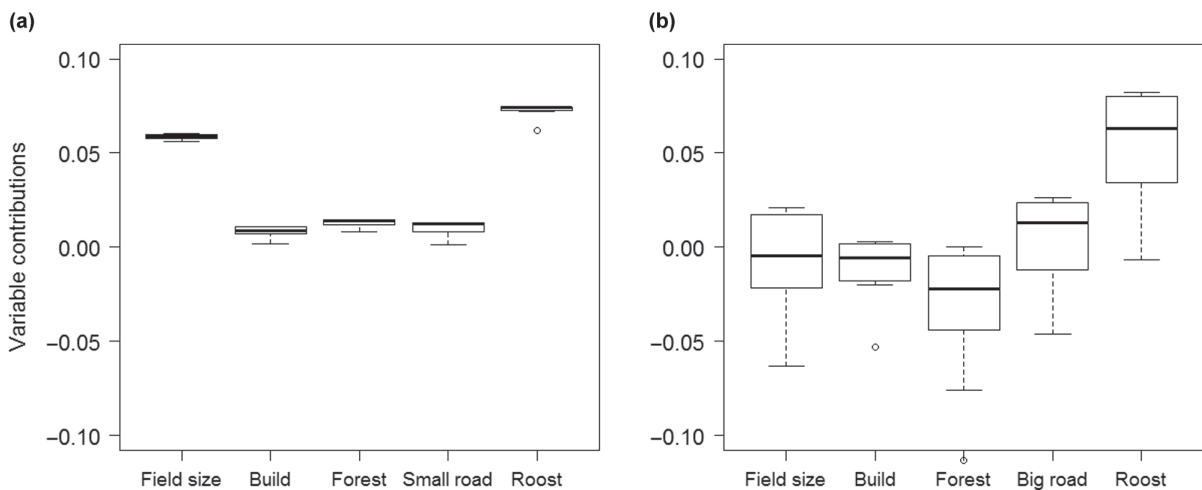 (a)
(b)
Variable contributions
0.10
0.05
0.00
−0.05
−0.10
Field size Build Forest Small road Roost
0.10
0.05
0.00
−0.05
−0.10
Field size Build Forest Big road Roost